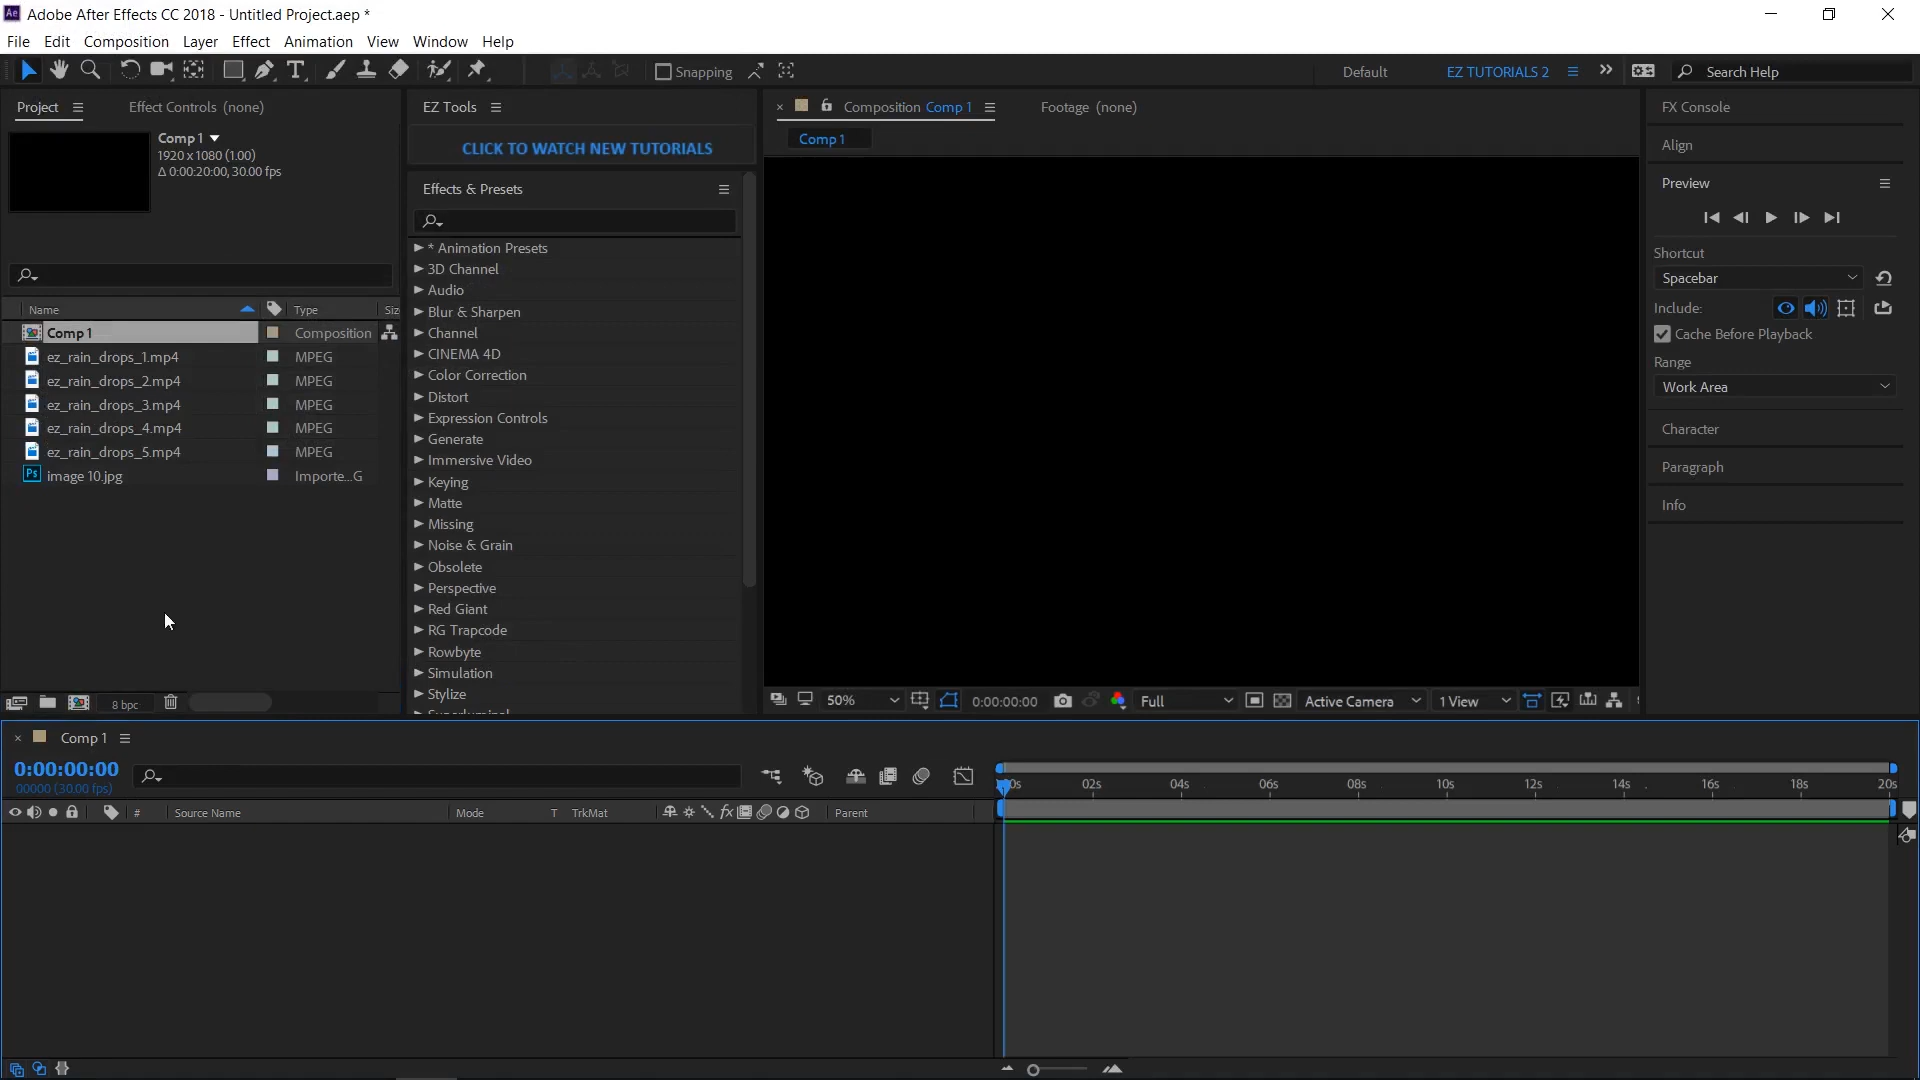 Adobe After Effects CC 2018 - Untitled Project.aep *
File Edit Composition Layer Effect Animation View Window Help
Snapping Default EZ TUTORIALS 2 Search Help
Project Effect Controls (none)
Comp 1
1920 x 1080 (1.00)
Δ 0:00:20:00, 30.00 fps
Name Type Siz
Comp 1 Composition
ez_rain_drops_1.mp4 MPEG
ez_rain_drops_2.mp4 MPEG
ez_rain_drops_3.mp4 MPEG
ez_rain_drops_4.mp4 MPEG
ez_rain_drops_5.mp4 MPEG
image 10.jpg Importe...G
8 bpc
EZ Tools
CLICK TO WATCH NEW TUTORIALS
Effects & Presets
* Animation Presets
3D Channel
Audio
Blur & Sharpen
Channel
CINEMA 4D
Color Correction
Distort
Expression Controls
Generate
Immersive Video
Keying
Matte
Missing
Noise & Grain
Obsolete
Perspective
Red Giant
RG Trapcode
Rowbyte
Simulation
Stylize
Composition Comp 1 Footage (none)
Comp 1
50% 0:00:00:00 Full Active Camera 1 View
FX Console
Align
Preview
Shortcut
Spacebar
Include:
Cache Before Playback
Range
Work Area
Character
Paragraph
Info
Comp 1
0:00:00:00
00000 (30.00 fps)
# Source Name Mode T TrkMat fx Parent
02s 04s 06s 08s 10s 12s 14s 16s 18s 20s